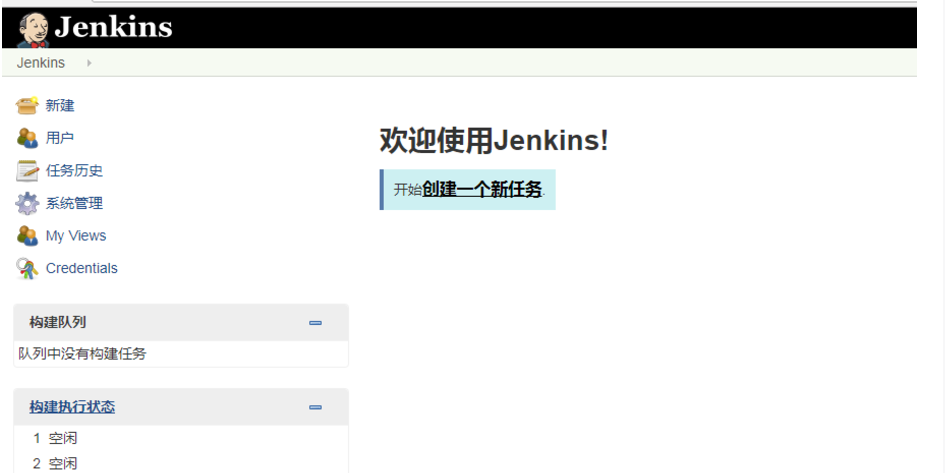 Jenkins
Jenkins
新建
用户
任务历史
系统管理
My Views
Credentials
构建队列
队列中没有构建任务
构建执行状态
1 空闲
2 空闲
欢迎使用Jenkins!
开始创建一个新任务.